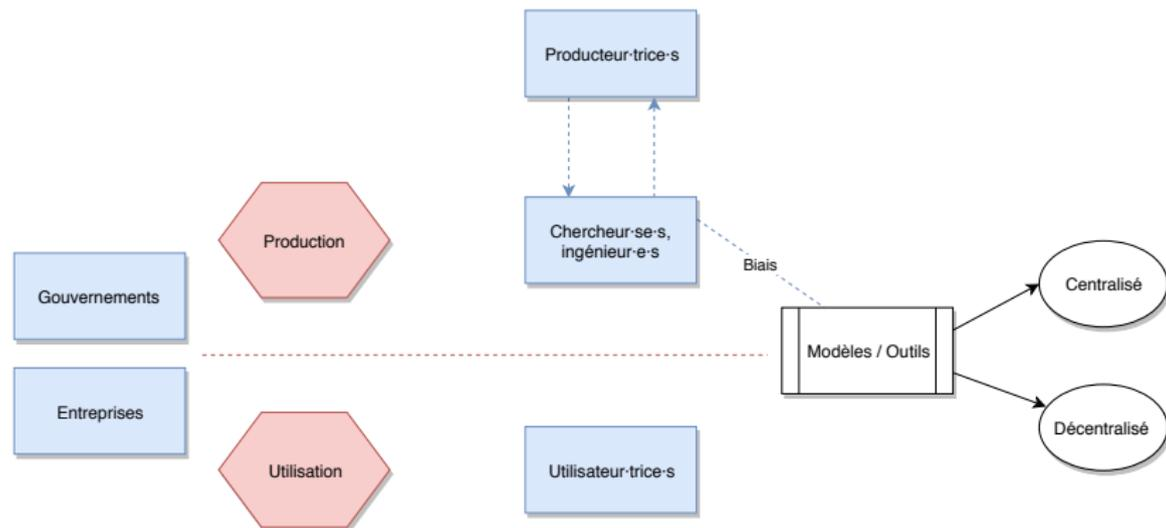 Producteur·trice·s
Chercheur·se·s,
ingénieur·e·s
Production
Biais
Gouvernements
Centralisé
Modèles / Outils
Entreprises
Décentralisé
Utilisation
Utilisateur·trice·s